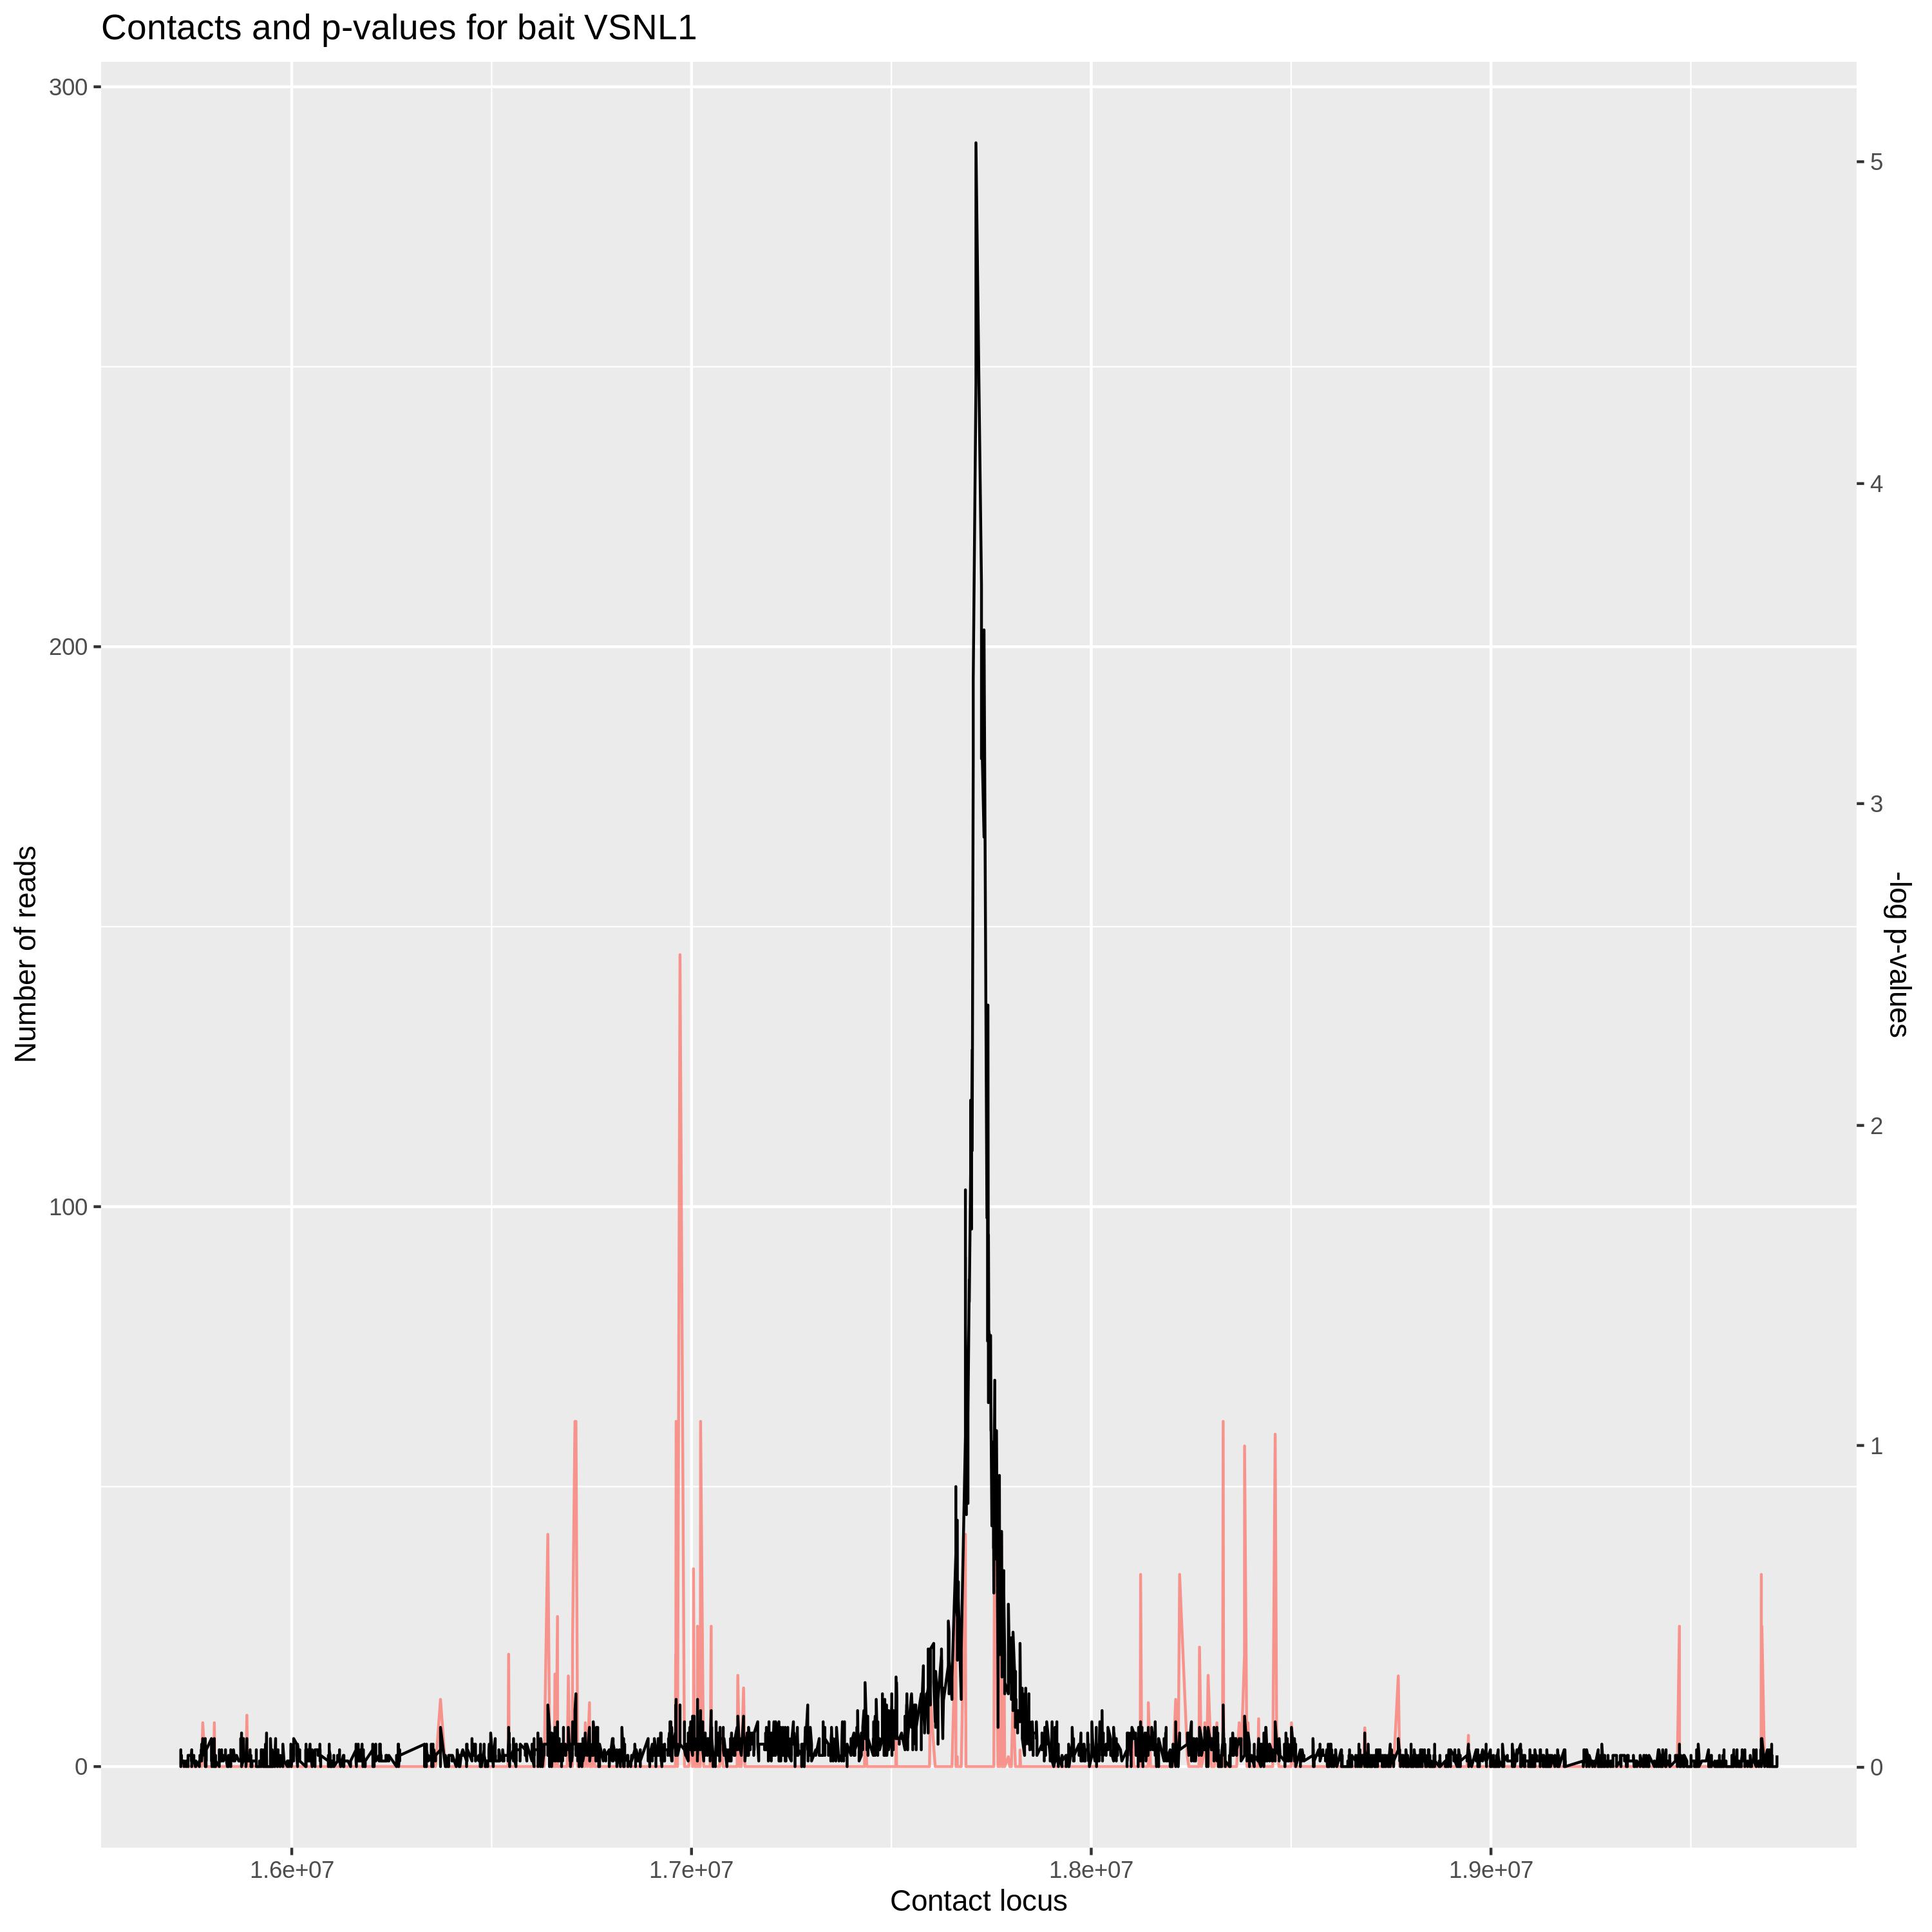 Contacts and p-values for bait VSNL1
300
200
100
0
Number of reads
5
4
3
2
1
0
-log p-values
1.6e+07
1.7e+07
1.8e+07
1.9e+07
Contact locus